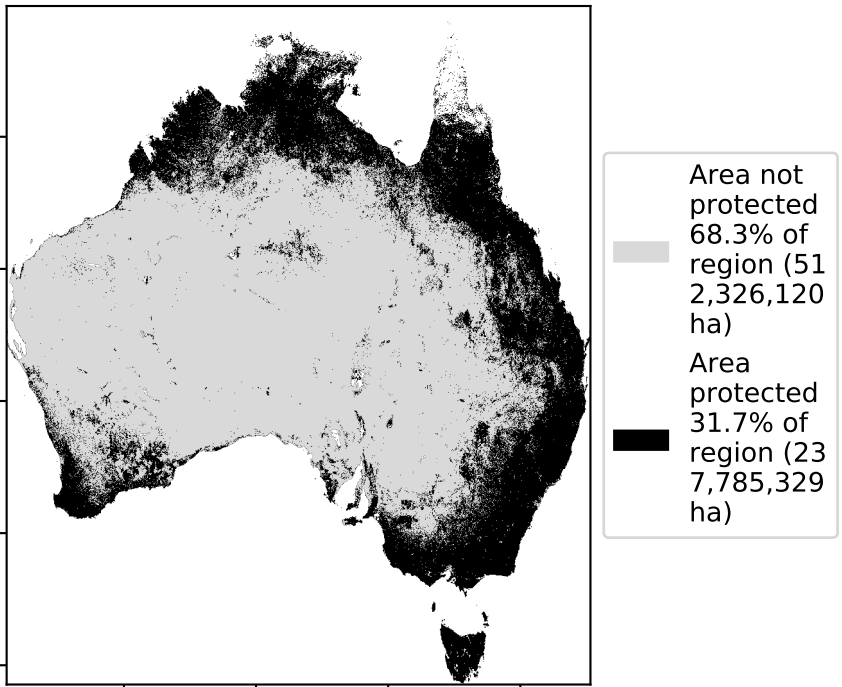 Area not
protected
68.3% of
region (51
2,326,120
ha)
Area
protected
31.7% of
region (23
7,785,329
ha)